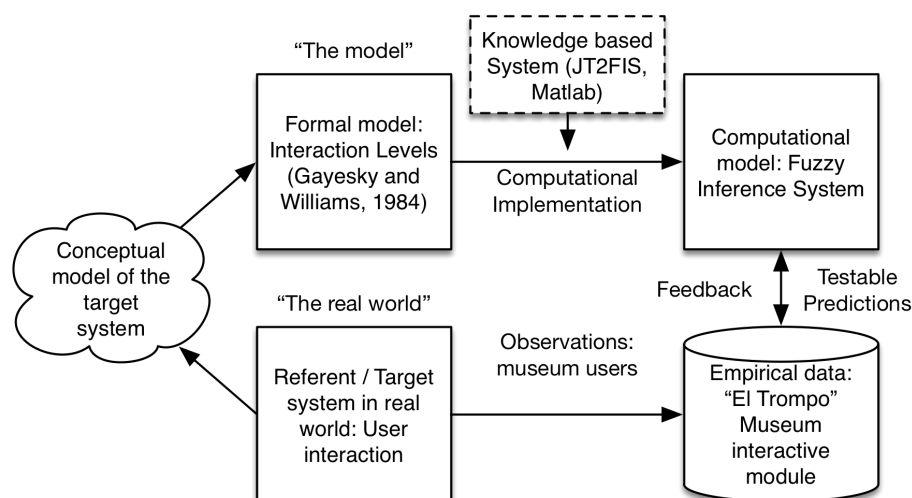 “The model”
Knowledge based
System (JT2FIS,
Matlab)
Formal model:
Interaction Levels
(Gayesky and
Williams, 1984)
Computational
Implementation
Computational
model: Fuzzy
Inference System
Conceptual
model of the
target
system
Feedback
Testable
Predictions
“The real world”
Referent / Target
system in real
world: User
interaction
Observations:
museum users
Empirical data:
“El Trompo”
Museum
interactive
module